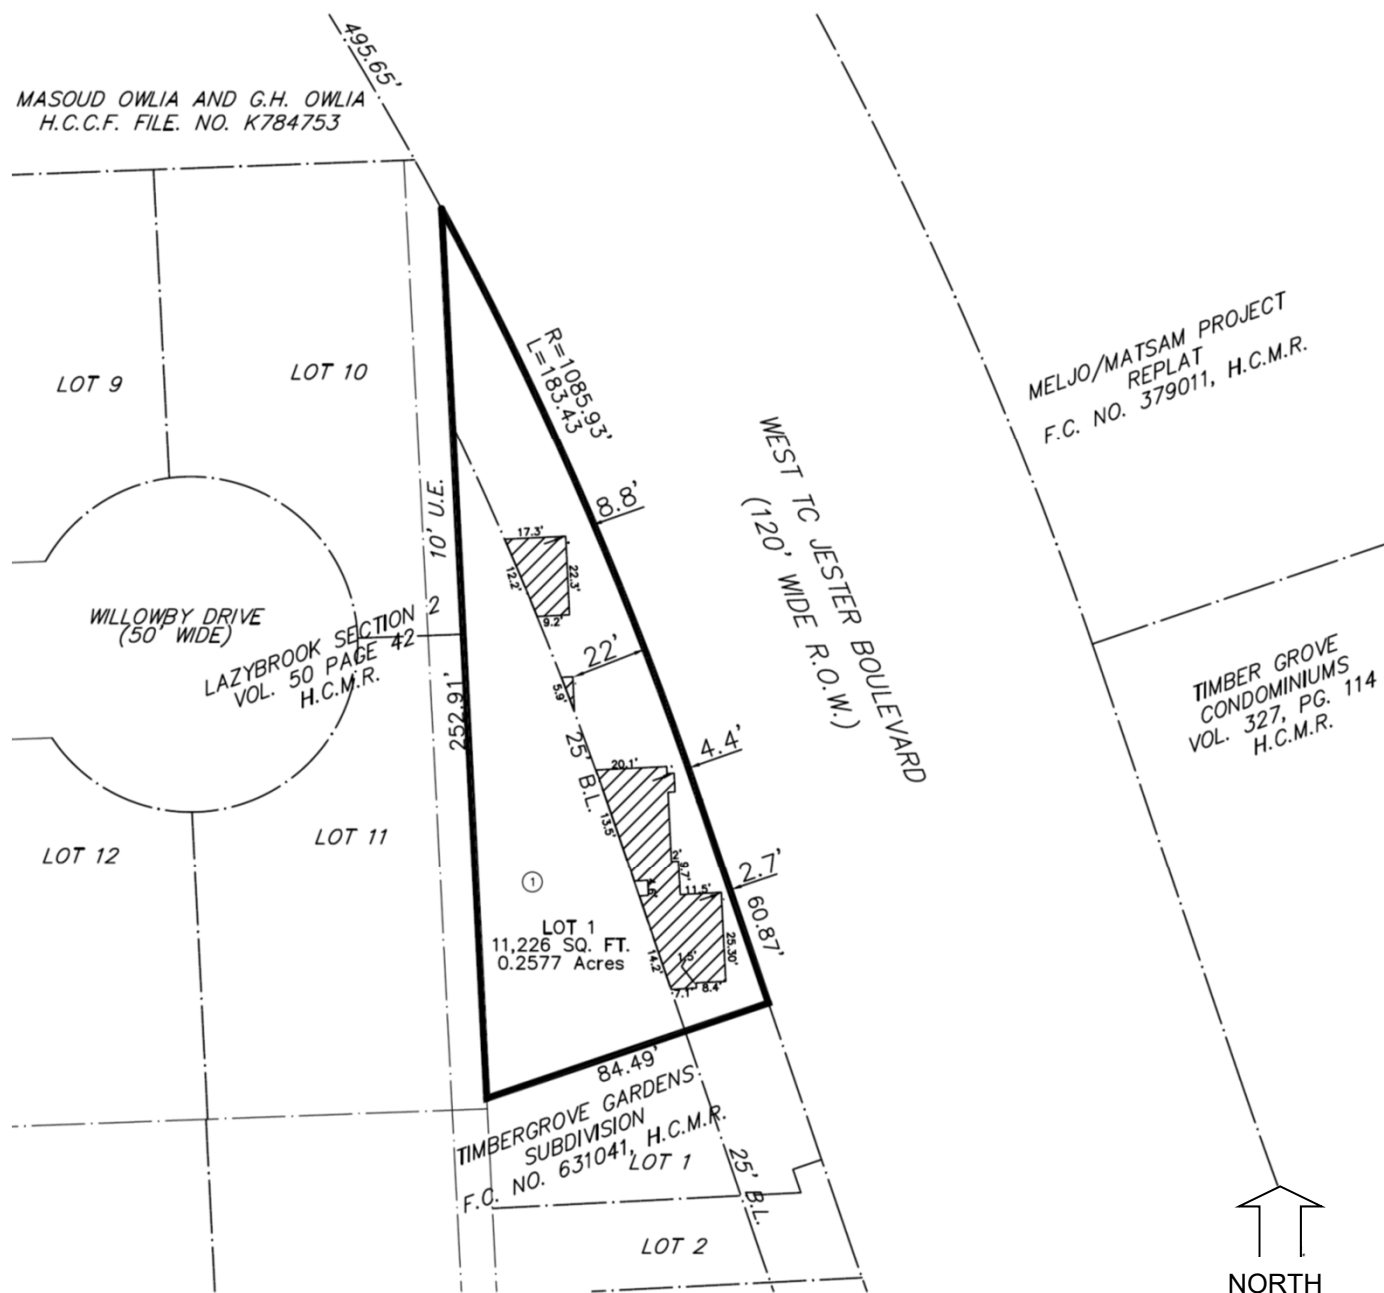 495.65'
MASOUD OWLIA AND G.H. OWLIA
H.C.C.F. FILE. NO. K784753
R=1085.93'
L=183.43
MELJO/MATSAM PROJECT
REPLAT
F.C. NO. 379011, H.C.M.R.
LOT 9
LOT 10
WEST TC JESTER BOULEVARD
(120' WIDE R.O.W.)
10' U.E.
8.8'
17.3'
12.2'
22.3'
9.2'
WILLOWBY DRIVE
(50' WIDE)
LAZYBROOK SECTION 2
VOL. 50 PAGE 42
H.C.M.R.
22'
5.9'
252.91'
TIMBER GROVE
CONDOMINIUMS
VOL. 327, PG. 114
H.C.M.R.
25' B.L.
4.4'
20.1'
13.5'
LOT 12
LOT 11
2'
9.7'
2.7'
1
11.5'
60.87'
LOT 1
11,226 SQ. FT.
0.2577 Acres
14.2'
1.5'
25.30'
7.1'
8.4'
84.49'
TIMBERGROVE GARDENS
SUBDIVISION
F.C. NO. 631041, H.C.M.R.
LOT 1
25' B.L.
LOT 2
NORTH